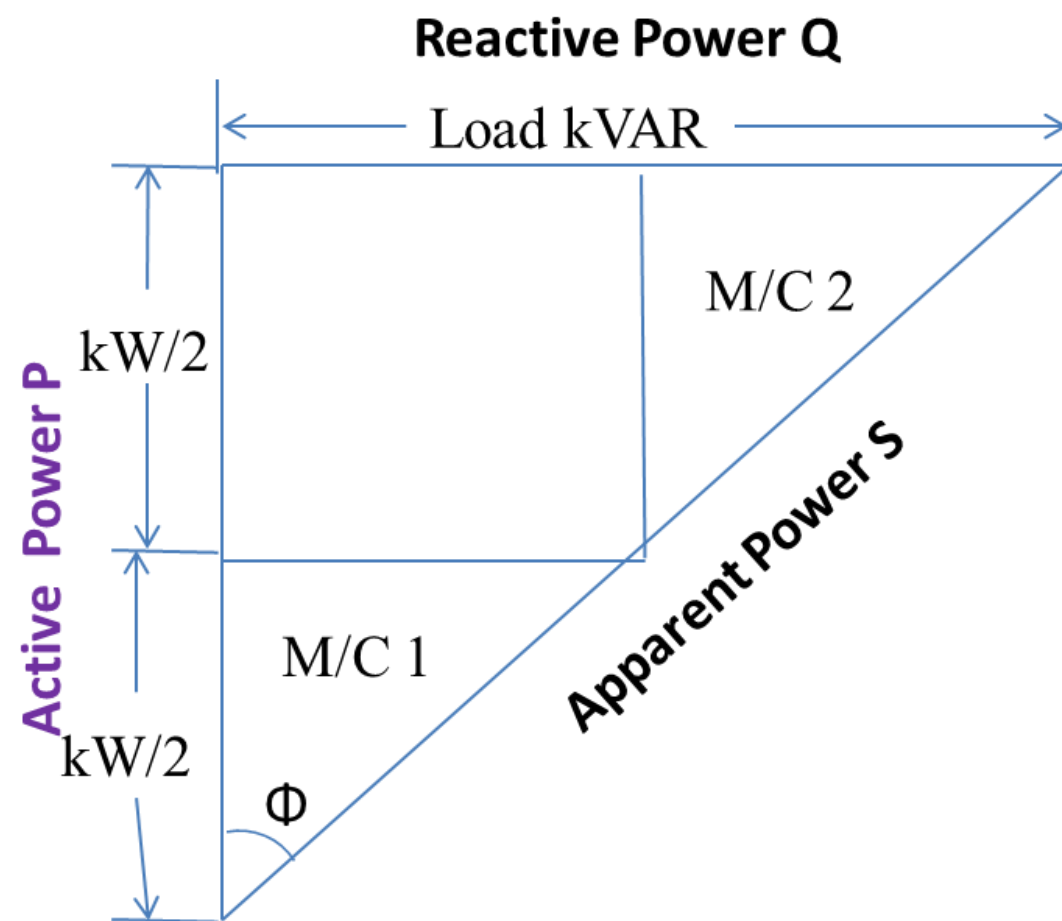 Reactive Power Q
Load kVAR
M/C 2
kW/2
Active Power P
Apparent Power S
M/C 1
kW/2
Φ